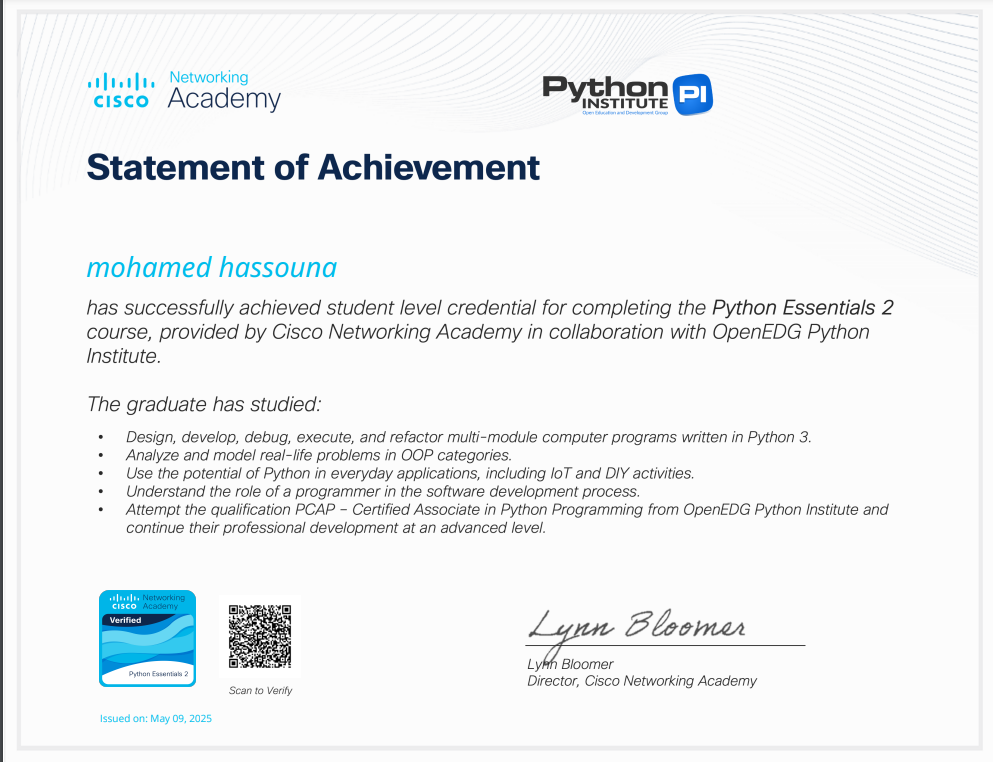 Networking
CISCO Academy
Python
INSTITUTE
Open Education and Development Group
PI
Statement of Achievement
mohamed hassouna
has successfully achieved student level credential for completing the Python Essentials 2
course, provided by Cisco Networking Academy in collaboration with OpenEDG Python
Institute.
The graduate has studied:
• Design, develop, debug, execute, and refactor multi-module computer programs written in Python 3.
• Analyze and model real-life problems in OOP categories.
• Use the potential of Python in everyday applications, including IoT and DIY activities.
• Understand the role of a programmer in the software development process.
• Attempt the qualification PCAP – Certified Associate in Python Programming from OpenEDG Python Institute and
continue their professional development at an advanced level.
Networking
CISCO Academy
Verified
Python Essentials 2
Scan to Verify
Issued on: May 09, 2025
Lynn Bloomer
Lynn Bloomer
Director, Cisco Networking Academy